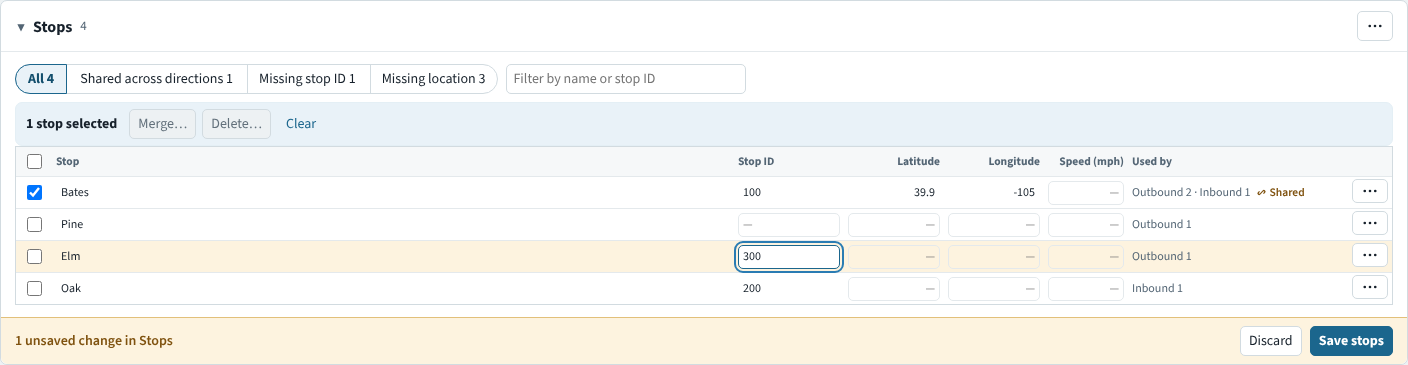 ▼ Stops 4 ...
All 4 Shared across directions 1 Missing stop ID 1 Missing location 3 Filter by name or stop ID
1 stop selected Merge… Delete… Clear
Stop Stop ID Latitude Longitude Speed (mph) Used by
Bates 100 39.9 -105 — Outbound 2 · Inbound 1 Shared ...
Pine — — — — Outbound 1 ...
Elm 300 — — — Outbound 1 ...
Oak 200 — — — Inbound 1 ...
1 unsaved change in Stops Discard Save stops